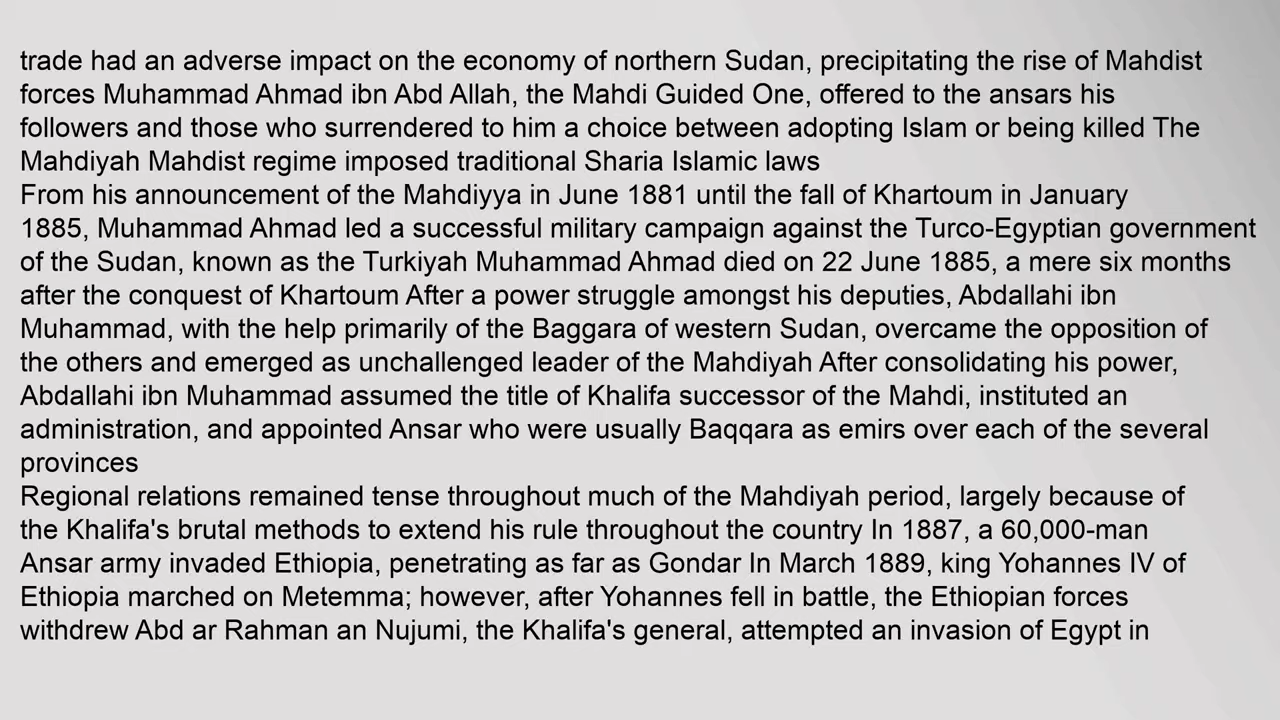 trade had an adverse impact on the economy of northern Sudan, precipitating the rise of Mahdist
forces Muhammad Ahmad ibn Abd Allah, the Mahdi Guided One, offered to the ansars his
followers and those who surrendered to him a choice between adopting Islam or being killed The
Mahdiyah Mahdist regime imposed traditional Sharia Islamic laws
From his announcement of the Mahdiyya in June 1881 until the fall of Khartoum in January
1885, Muhammad Ahmad led a successful military campaign against the Turco-Egyptian government
of the Sudan, known as the Turkiyah Muhammad Ahmad died on 22 June 1885, a mere six months
after the conquest of Khartoum After a power struggle amongst his deputies, Abdallahi ibn
Muhammad, with the help primarily of the Baggara of western Sudan, overcame the opposition of
the others and emerged as unchallenged leader of the Mahdiyah After consolidating his power,
Abdallahi ibn Muhammad assumed the title of Khalifa successor of the Mahdi, instituted an
administration, and appointed Ansar who were usually Baqqara as emirs over each of the several
provinces
Regional relations remained tense throughout much of the Mahdiyah period, largely because of
the Khalifa's brutal methods to extend his rule throughout the country In 1887, a 60,000-man
Ansar army invaded Ethiopia, penetrating as far as Gondar In March 1889, king Yohannes IV of
Ethiopia marched on Metemma; however, after Yohannes fell in battle, the Ethiopian forces
withdrew Abd ar Rahman an Nujumi, the Khalifa's general, attempted an invasion of Egypt in